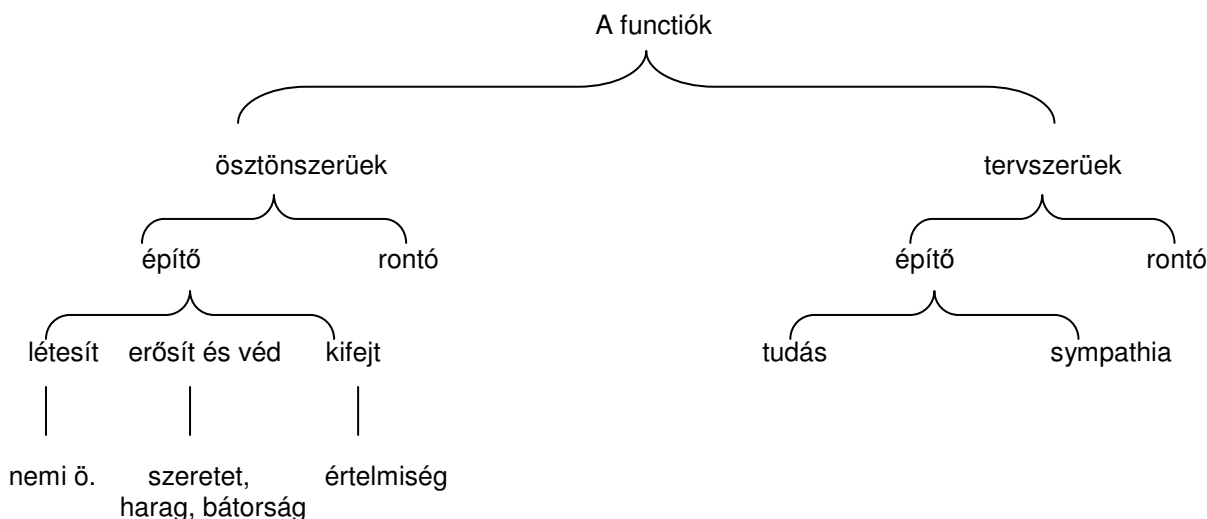 A functiók
ösztönszerüek tervszerüek
építő rontó építő rontó
létesít erősít és véd kifejt tudás sympathia
nemi ö. szeretet, értelmiség
harag, bátorság